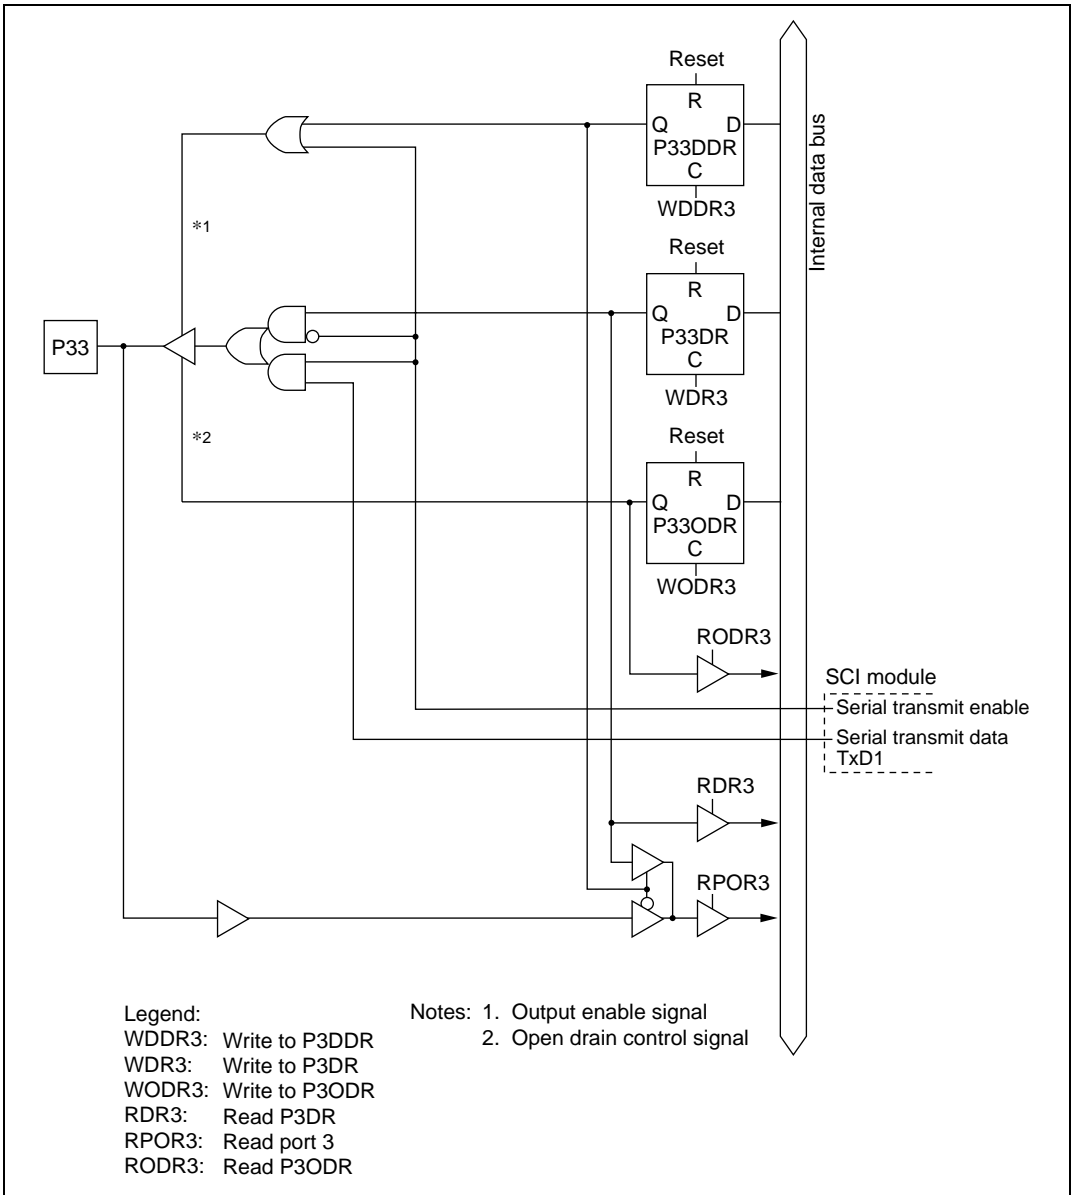 Reset
R
Q D
P33DDR
C
WDDR3
Internal data bus
*1
Reset
R
Q D
P33DR
C
WDR3
P33
*2
Reset
R
Q D
P33ODR
C
WODR3
RODR3
SCI module
Serial transmit enable
Serial transmit data
TxD1
RDR3
RPOR3
Legend:
WDDR3: Write to P3DDR
WDR3: Write to P3DR
WODR3: Write to P3ODR
RDR3: Read P3DR
RPOR3: Read port 3
RODR3: Read P3ODR
Notes: 1. Output enable signal
2. Open drain control signal